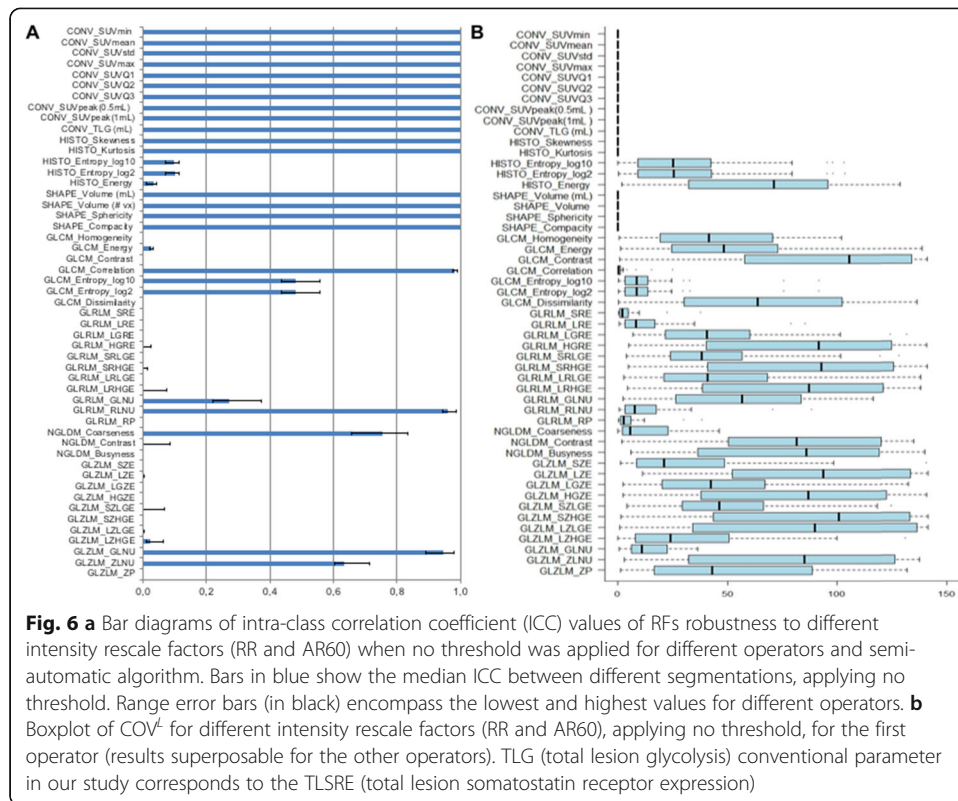 A
CONV_SUVmin
CONV_SUVmean
CONV_SUVstd
CONV_SUVmax
CONV_SUVQ1
CONV_SUVQ2
CONV_SUVQ3
CONV_SUVpeak(0.5mL)
CONV_SUVpeak(1mL)
CONV_TLG (mL)
HISTO_Skewness
HISTO_Kurtosis
HISTO_Entropy_log10
HISTO_Entropy_log2
HISTO_Energy
SHAPE_Volume (mL)
SHAPE_Volume (# vx)
SHAPE_Sphericity
SHAPE_Compacity
GLCM_Homogeneity
GLCM_Energy
GLCM_Contrast
GLCM_Correlation
GLCM_Entropy_log10
GLCM_Entropy_log2
GLCM_Dissimilarity
GLRLM_SRE
GLRLM_LRE
GLRLM_LGRE
GLRLM_HGRE
GLRLM_SRLGE
GLRLM_SRHGE
GLRLM_LRLGE
GLRLM_LRHGE
GLRLM_GLNU
GLRLM_RLNU
GLRLM_RP
NGLDM_Coarseness
NGLDM_Contrast
NGLDM_Busyness
GLZLM_SZE
GLZLM_LZE
GLZLM_LGZE
GLZLM_HGZE
GLZLM_SZLGE
GLZLM_SZHGE
GLZLM_LZLGE
GLZLM_LZHGE
GLZLM_GLNU
GLZLM_ZLNU
GLZLM_ZP
0,0 0,2 0,4 0,6 0,8 1,0
B
CONV_SUVmin
CONV_SUVmean
CONV_SUVstd
CONV_SUVmax
CONV_SUVQ1
CONV_SUVQ2
CONV_SUVQ3
CONV_SUVpeak(0.5mL )
CONV_SUVpeak(1mL )
CONV_TLG (mL)
HISTO_Skewness
HISTO_Kurtosis
HISTO_Entropy_log10
HISTO_Entropy_log2
HISTO_Energy
SHAPE_Volume (mL)
SHAPE_Volume
SHAPE_Sphericity
SHAPE_Compacity
GLCM_Homogeneity
GLCM_Energy
GLCM_Contrast
GLCM_Correlation
GLCM_Entropy_log10
GLCM_Entropy_log2
GLCM_Dissimilarity
GLRLM_SRE
GLRLM_LRE
GLRLM_LGRE
GLRLM_HGRE
GLRLM_SRLGE
GLRLM_SRHGE
GLRLM_LRLGE
GLRLM_LRHGE
GLRLM_GLNU
GLRLM_RLNU
GLRLM_RP
NGLDM_Coarseness
NGLDM_Contrast
NGLDM_Busyness
GLZLM_SZE
GLZLM_LZE
GLZLM_LGZE
GLZLM_HGZE
GLZLM_SZLGE
GLZLM_SZHGE
GLZLM_LZLGE
GLZLM_LZHGE
GLZLM_GLNU
GLZLM_ZLNU
GLZLM_ZP
0 50 100 150
Fig. 6 a Bar diagrams of intra-class correlation coefficient (ICC) values of RFs robustness to different
intensity rescale factors (RR and AR60) when no threshold was applied for different operators and semi-
automatic algorithm. Bars in blue show the median ICC between different segmentations, applying no
threshold. Range error bars (in black) encompass the lowest and highest values for different operators. b
Boxplot of COVᴸ for different intensity rescale factors (RR and AR60), applying no threshold, for the first
operator (results superposable for the other operators). TLG (total lesion glycolysis) conventional parameter
in our study corresponds to the TLSRE (total lesion somatostatin receptor expression)